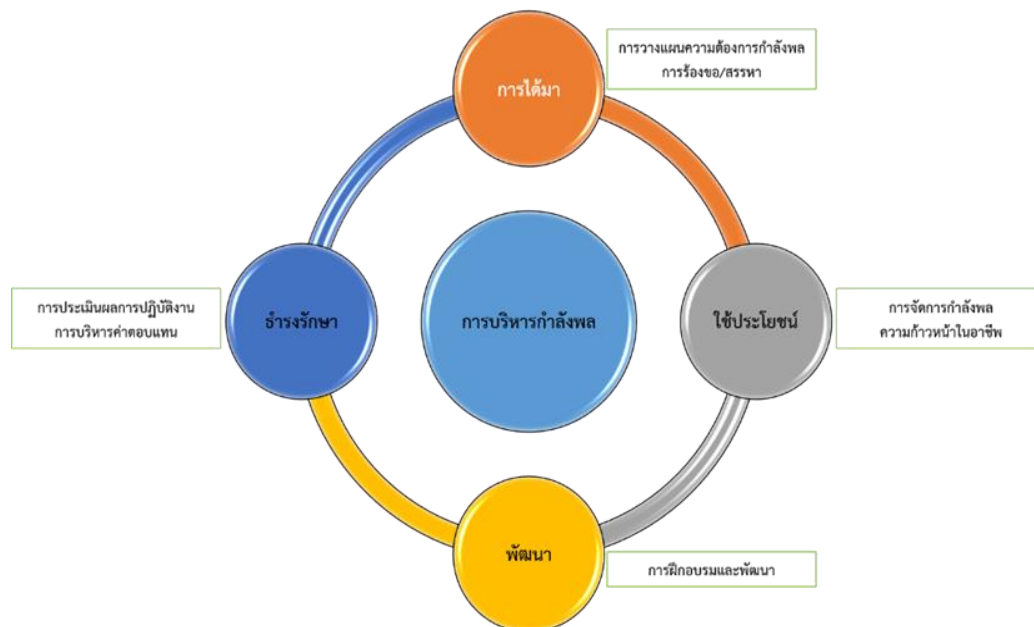 การได้มา
การวางแผนความต้องการกำลังพล
การร้องขอ/สรรหา
การประเมินผลการปฏิบัติงาน
การบริหารค่าตอบแทน
ธำรงรักษา
การบริหารกำลังพล
ใช้ประโยชน์
การจัดการกำลังพล
ความก้าวหน้าในอาชีพ
พัฒนา
การฝึกอบรมและพัฒนา